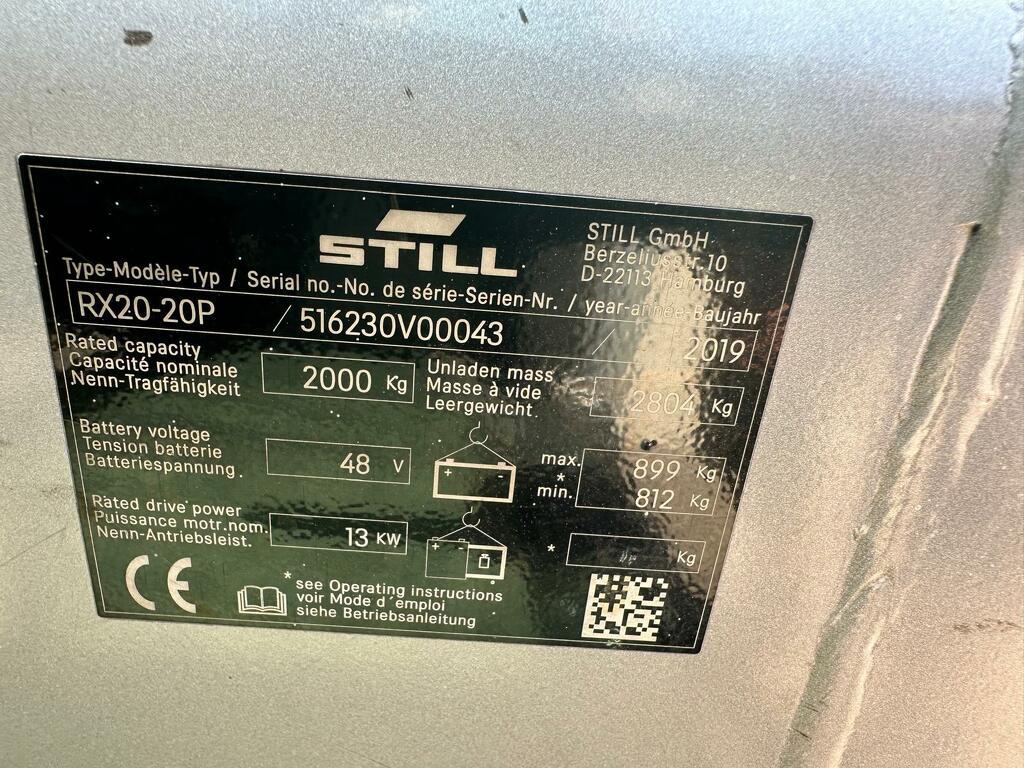 STILL
STILL GmbH
Berzeliusstr. 10
D-22113 Hamburg
Type-Modèle-Typ / Serial no.-No. de série-Serien-Nr. / year-année-Baujahr
RX20-20P / 516230V00043 / 2019
Rated capacity
Capacité nominale
Nenn-Tragfähigkeit
2000 Kg
Unladen mass
Masse à vide
Leergewicht
2804 Kg
Battery voltage
Tension batterie
Batteriespannung
48 V
+ -
max. 899 Kg
*
min. 812 Kg
Rated drive power
Puissance motr.nom.
Nenn-Antriebsleist.
13 KW
+ -
* Kg
CE
* see Operating instructions
voir Mode d´emploi
siehe Betriebsanleitung